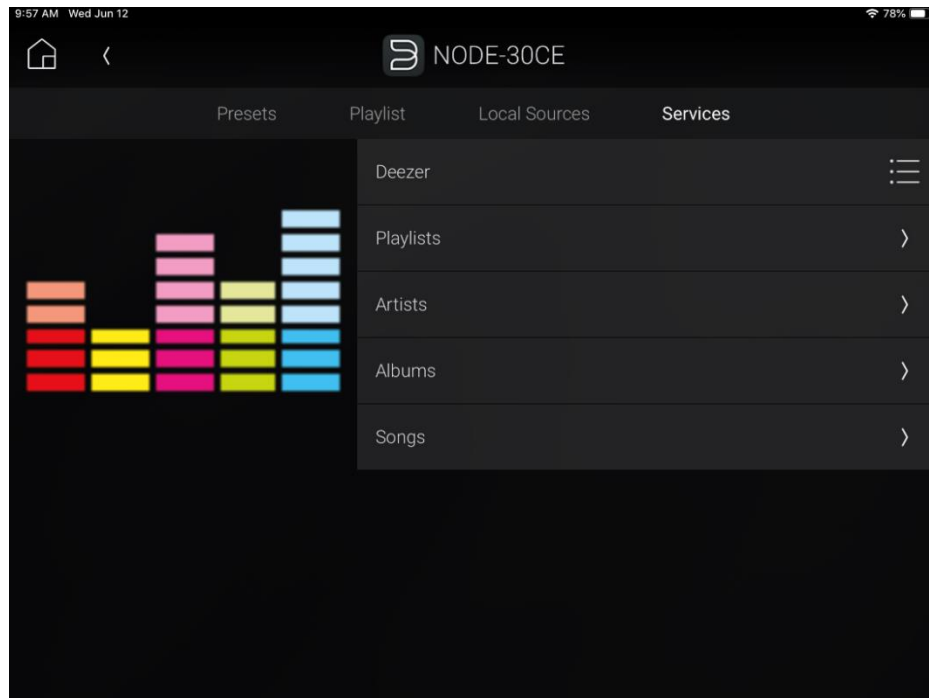 9:57 AM Wed Jun 12 78%
NODE-30CE
Presets Playlist Local Sources Services
Deezer
Playlists
Artists
Albums
Songs